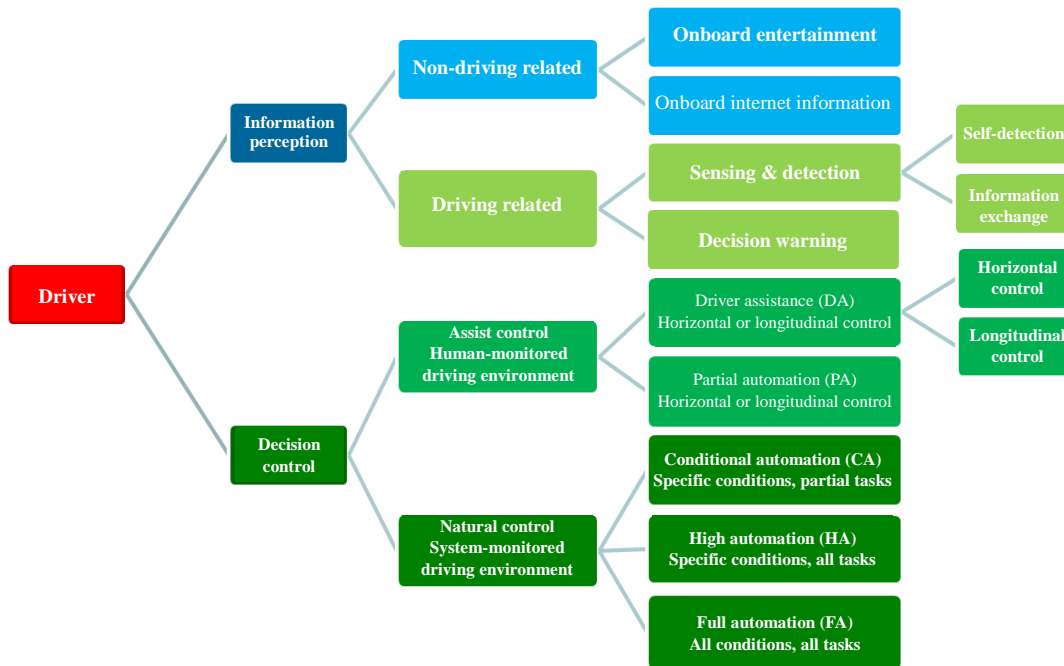 Driver
Information
perception
Decision
control
Non-driving related
Driving related
Assist control
Human-monitored
driving environment
Natural control
System-monitored
driving environment
Onboard entertainment
Onboard internet information
Sensing & detection
Decision warning
Driver assistance (DA)
Horizontal or longitudinal control
Partial automation (PA)
Horizontal or longitudinal control
Conditional automation (CA)
Specific conditions, partial tasks
High automation (HA)
Specific conditions, all tasks
Full automation (FA)
All conditions, all tasks
Self-detection
Information
exchange
Horizontal
control
Longitudinal
control